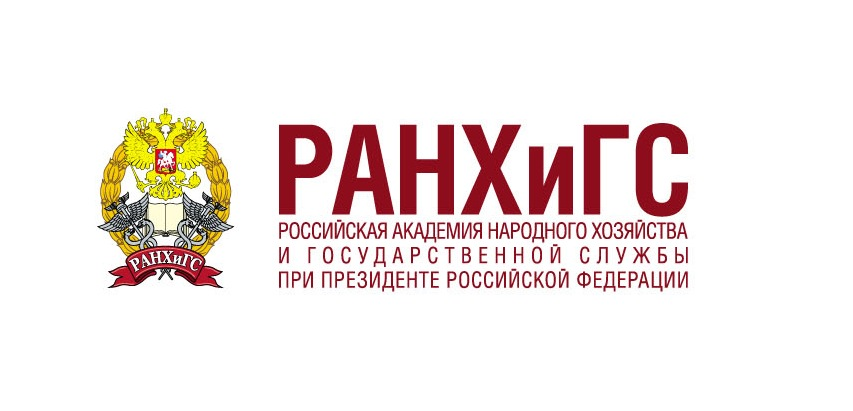 РАНХиГС
РОССИЙСКАЯ АКАДЕМИЯ НАРОДНОГО ХОЗЯЙСТВА
И ГОСУДАРСТВЕННОЙ СЛУЖБЫ
ПРИ ПРЕЗИДЕНТЕ РОССИЙСКОЙ ФЕДЕРАЦИИ
РАНХиГС